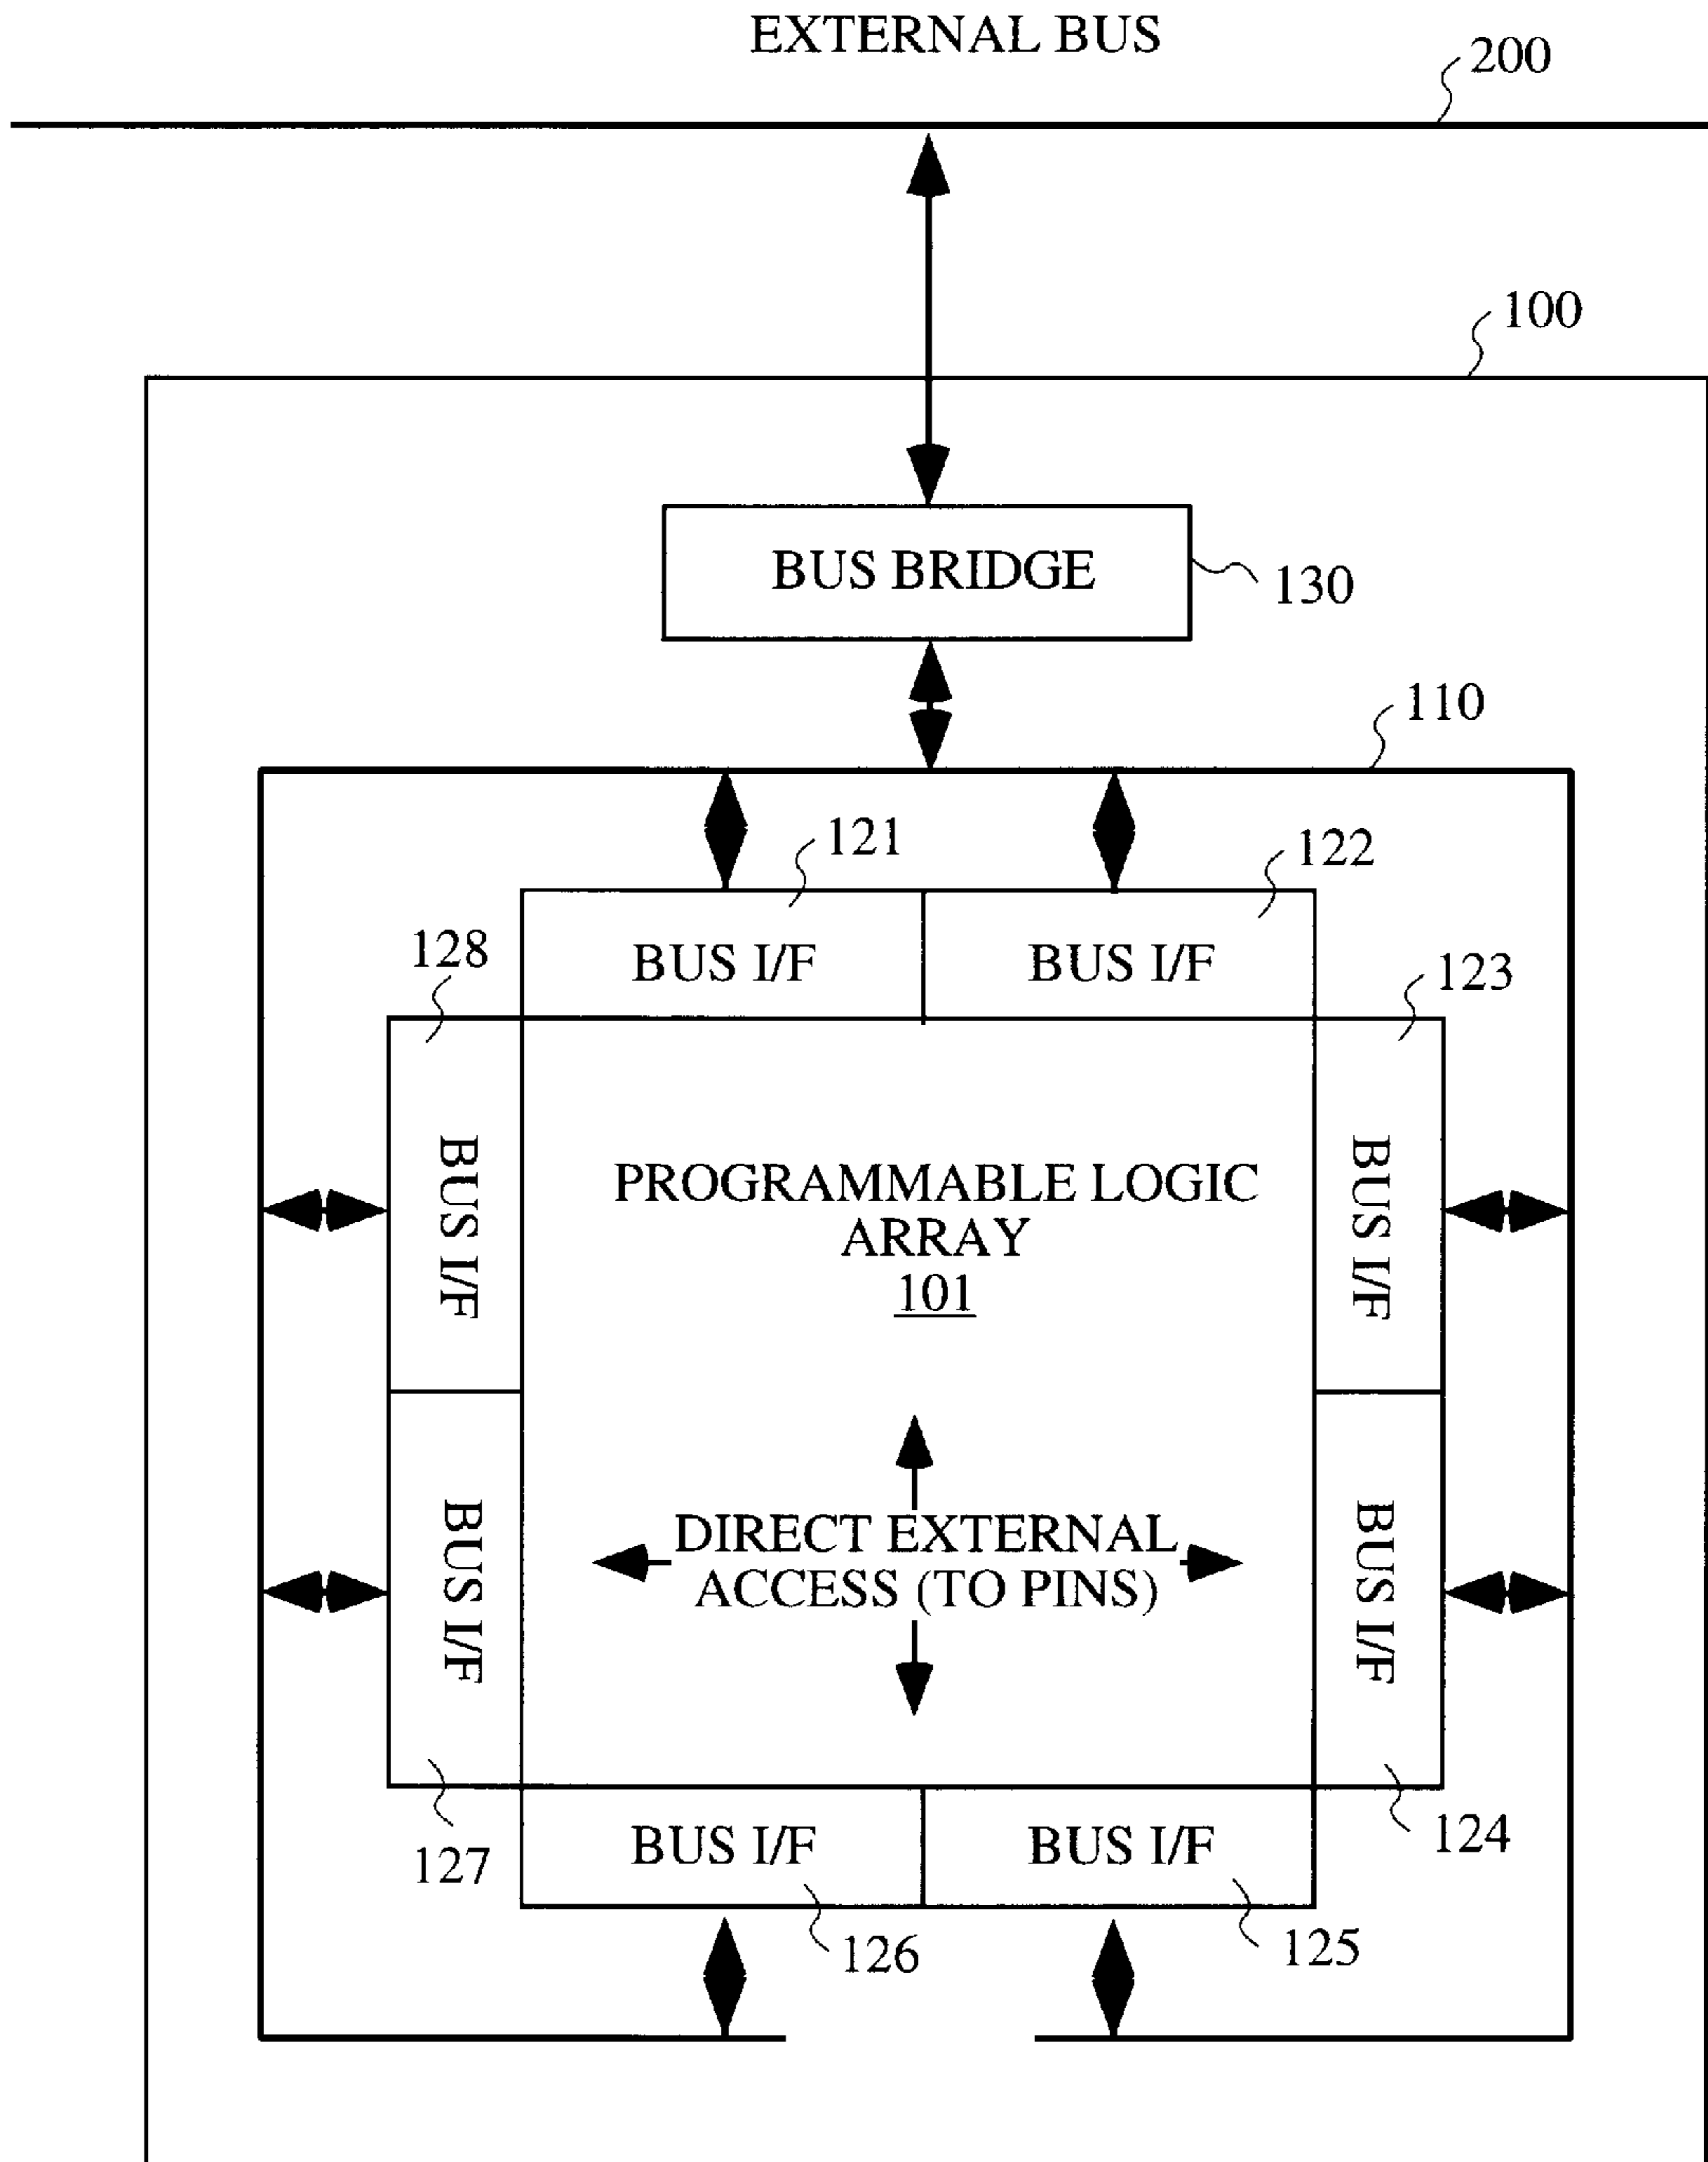 EXTERNAL BUS
200
100
BUS BRIDGE
130
110
121
122
BUS I/F
BUS I/F
128
123
BUS I/F
PROGRAMMABLE LOGIC
ARRAY
101
BUS I/F
BUS I/F
DIRECT EXTERNAL
ACCESS (TO PINS)
BUS I/F
127
BUS I/F
BUS I/F
124
126
125